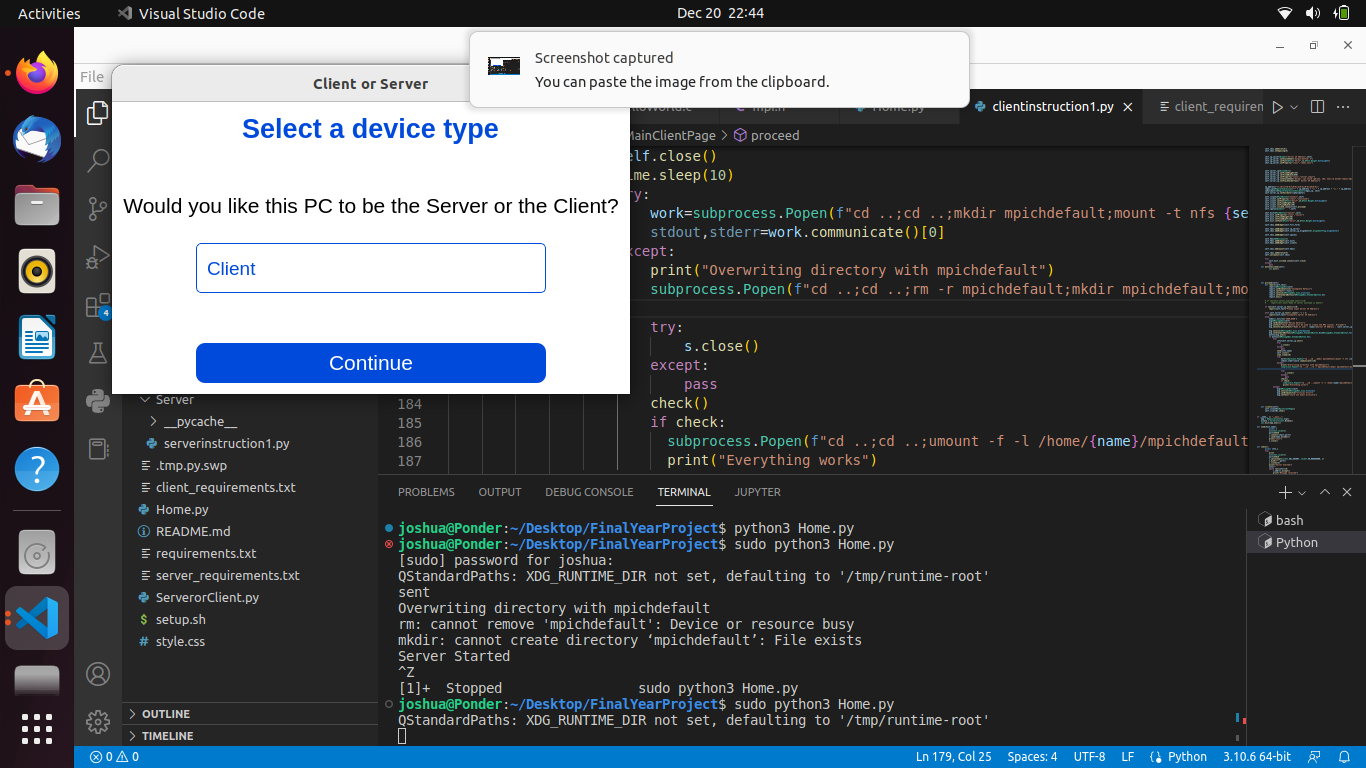 Activities
Visual Studio Code
Dec 20 22:44
Screenshot captured
You can paste the image from the clipboard.
File
Client or Server
Select a device type
Would you like this PC to be the Server or the Client?
Client
Continue
Home.py
clientinstruction1.py
client_requirem
MainClientPage > proceed
elf.close()
ime.sleep(10)
ry:
work=subprocess.Popen(f"cd ..;cd ..;mkdir mpichdefault;mount -t nfs {se
stdout,stderr=work.communicate()[0]
xcept:
print("Overwriting directory with mpichdefault")
subprocess.Popen(f"cd ..;cd ..;rm -r mpichdefault;mkdir mpichdefault;mo
try:
s.close()
except:
pass
184 check()
185 if check:
186 subprocess.Popen(f"cd ..;cd ..;umount -f -l /home/{name}/mpichdefault
187 print("Everything works")
4
Server
__pycache__
serverinstruction1.py
.tmp.py.swp
client_requirements.txt
Home.py
README.md
requirements.txt
server_requirements.txt
ServerorClient.py
setup.sh
style.css
OUTLINE
TIMELINE
PROBLEMS OUTPUT DEBUG CONSOLE TERMINAL JUPYTER
joshua@Ponder:~/Desktop/FinalYearProject$ python3 Home.py
joshua@Ponder:~/Desktop/FinalYearProject$ sudo python3 Home.py
[sudo] password for joshua:
QStandardPaths: XDG_RUNTIME_DIR not set, defaulting to '/tmp/runtime-root'
sent
Overwriting directory with mpichdefault
rm: cannot remove 'mpichdefault': Device or resource busy
mkdir: cannot create directory ‘mpichdefault’: File exists
Server Started
^Z
[1]+  Stopped                 sudo python3 Home.py
joshua@Ponder:~/Desktop/FinalYearProject$ sudo python3 Home.py
QStandardPaths: XDG_RUNTIME_DIR not set, defaulting to '/tmp/runtime-root'
bash
Python
0 0
Ln 179, Col 25 Spaces: 4 UTF-8 LF Python 3.10.6 64-bit